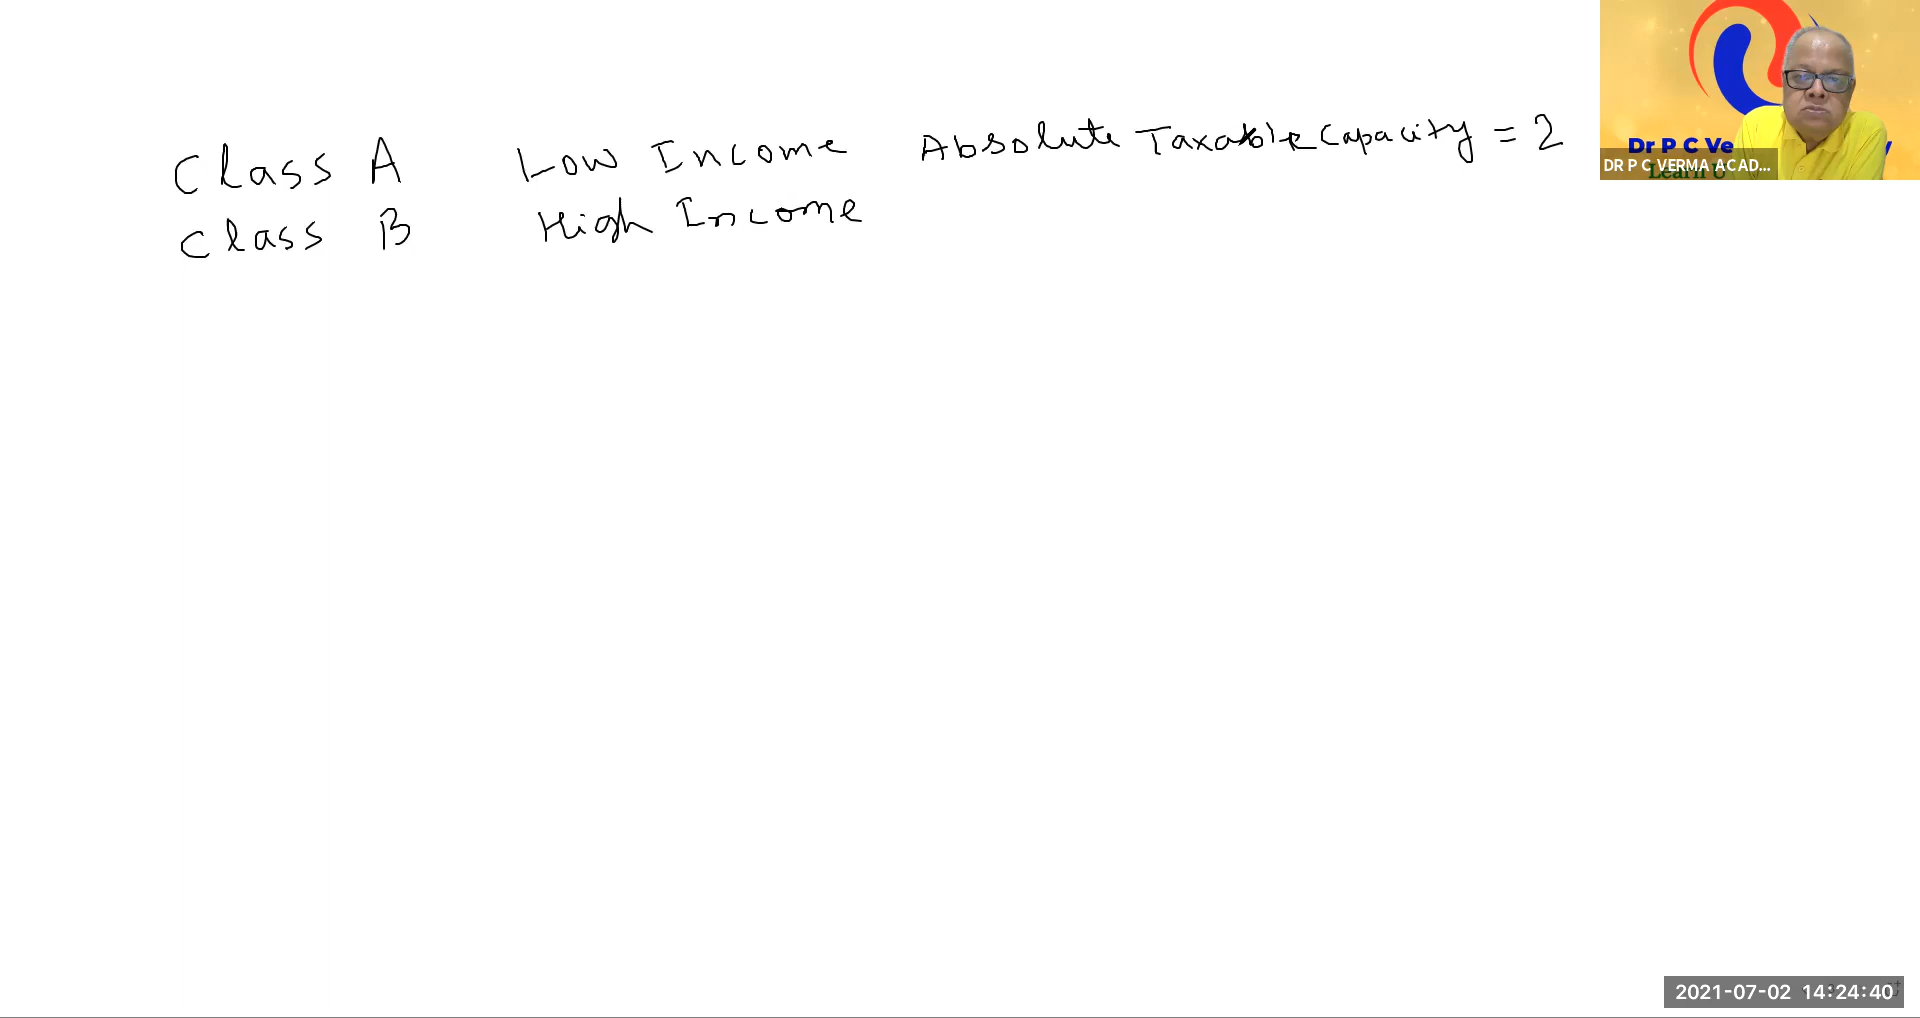 Class A Low Income Absolute Taxable Capacity = 2
Class B High Income
Dr P C Ve
DR P C VERMA ACAD...
Learn U
2021-07-02 14:24:40